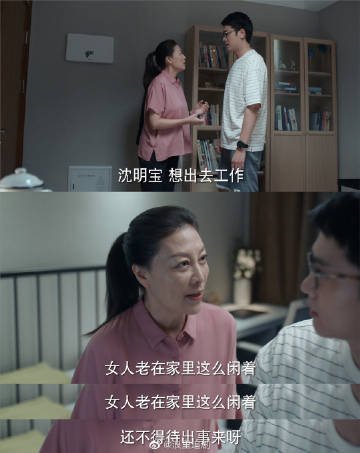 沈明宝 想出去工作
女人老在家里这么闲着
女人老在家里这么闲着
还不得待出事来呀